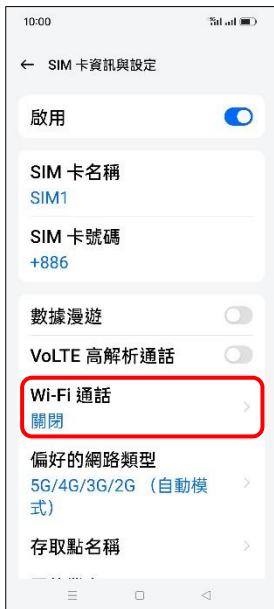 10:00
← SIM 卡資訊與設定
啟用
SIM 卡名稱
SIM1
SIM 卡號碼
+886
數據漫遊
VoLTE 高解析通話
Wi-Fi 通話
關閉
偏好的網路類型
5G/4G/3G/2G （自動模
式）
存取點名稱